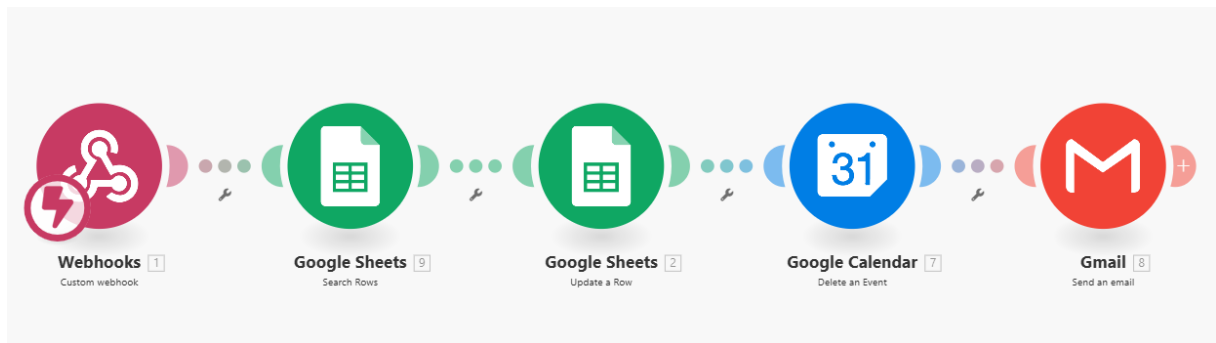 31
Webhooks 1
Custom webhook
Google Sheets 9
Search Rows
Google Sheets 2
Update a Row
Google Calendar 7
Delete an Event
Gmail 8
Send an email